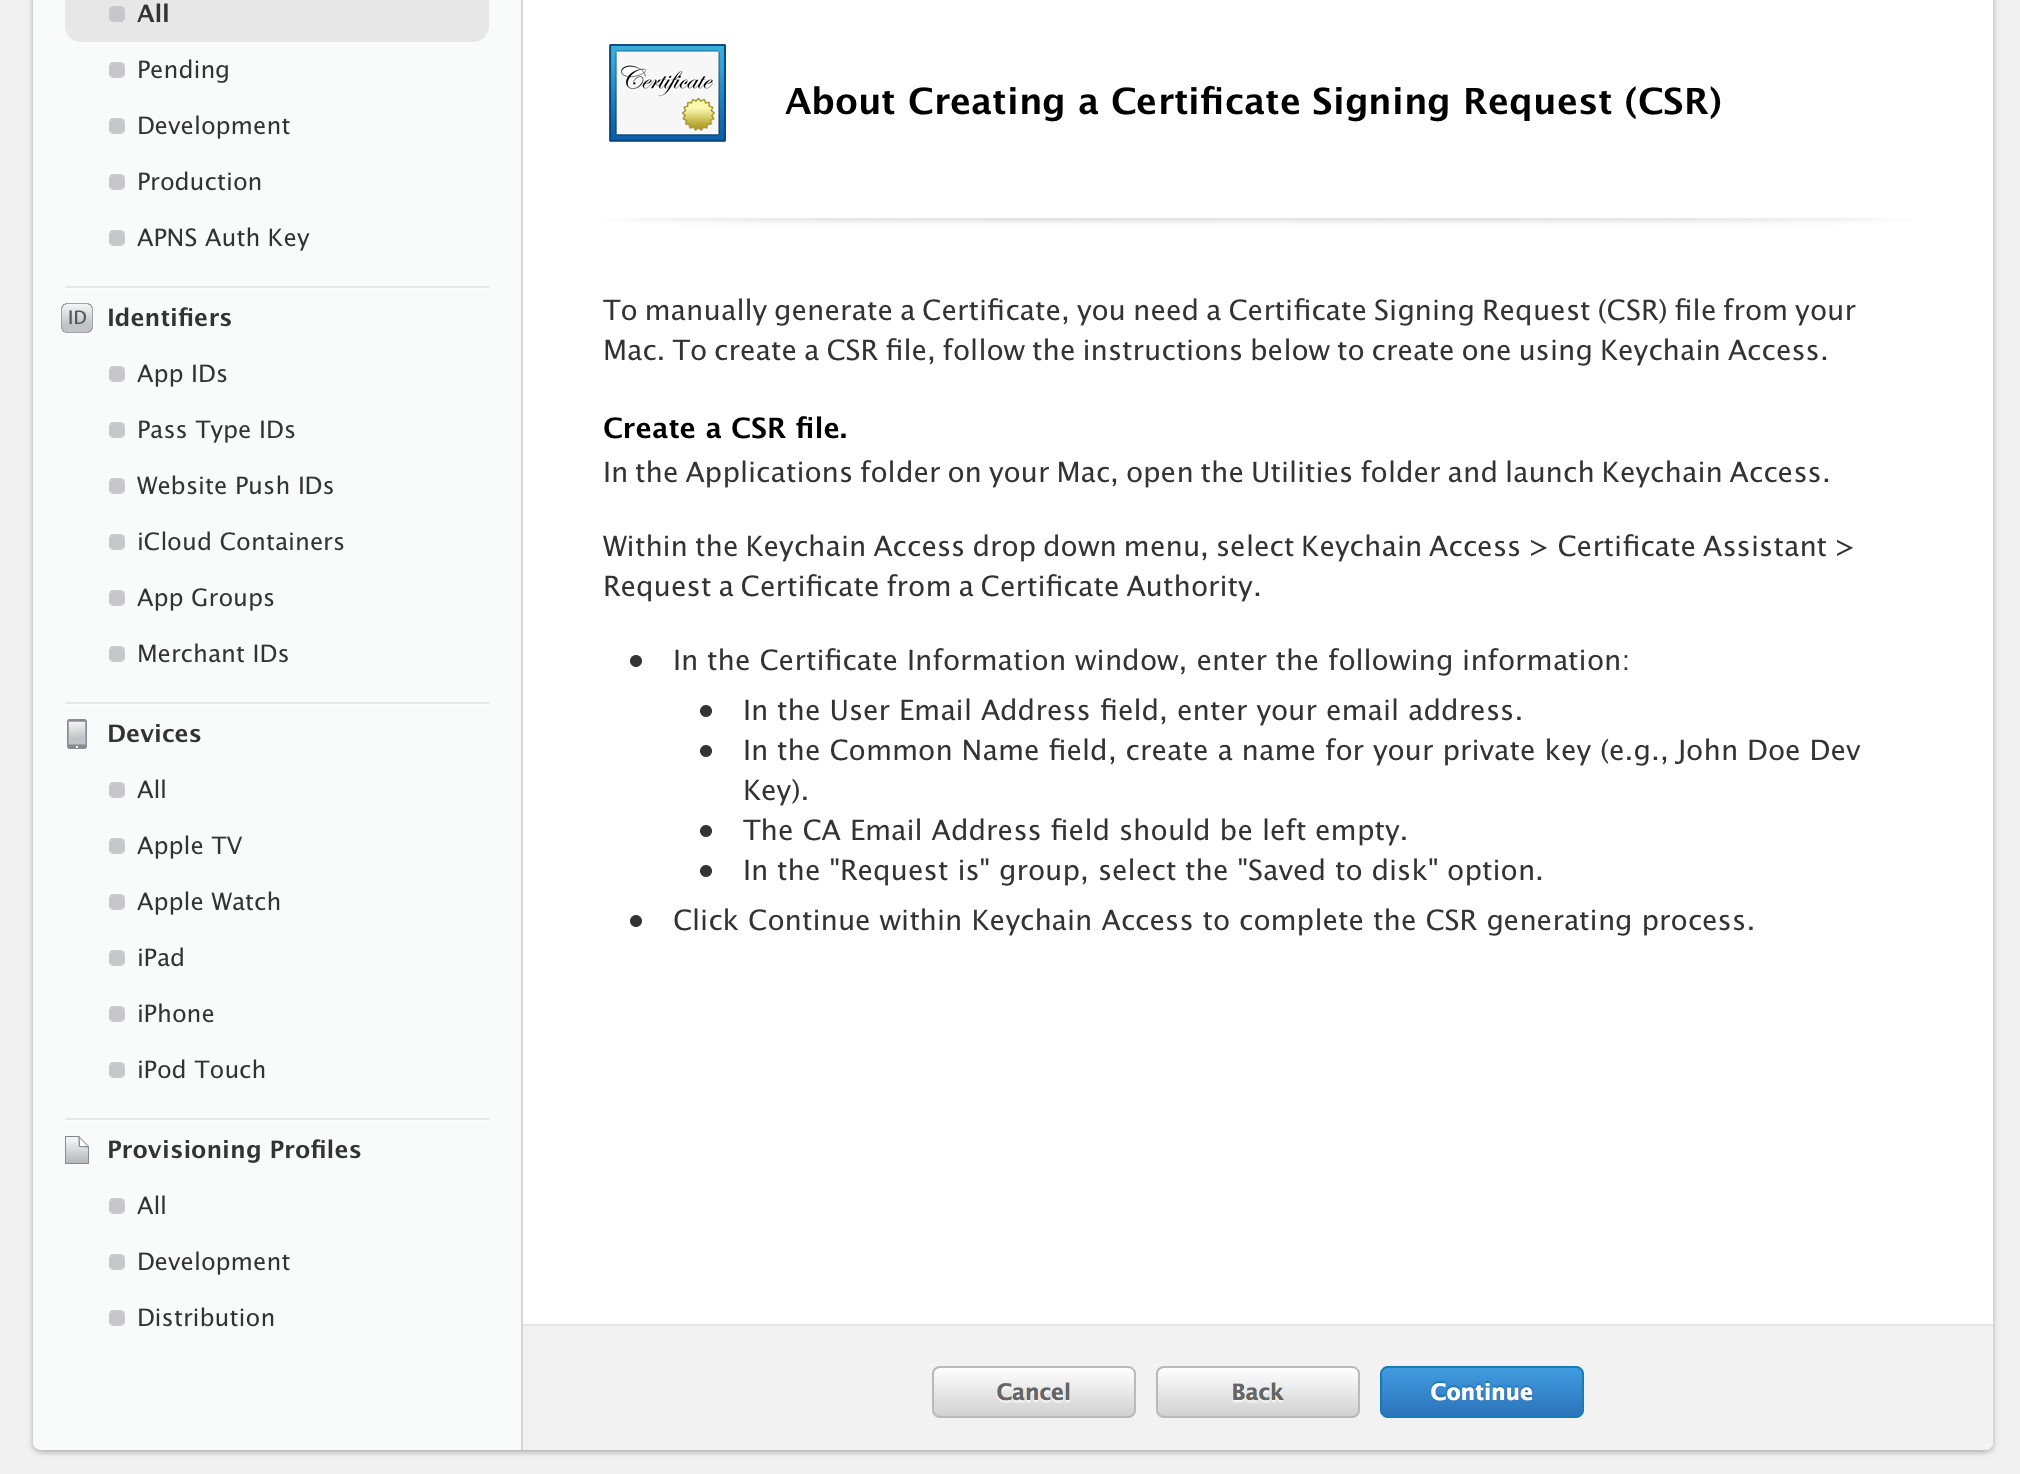 All
Pending
Development
Production
APNS Auth Key
ID Identifiers
App IDs
Pass Type IDs
Website Push IDs
iCloud Containers
App Groups
Merchant IDs
Devices
All
Apple TV
Apple Watch
iPad
iPhone
iPod Touch
Provisioning Profiles
All
Development
Distribution
Certificate
About Creating a Certificate Signing Request (CSR)
To manually generate a Certificate, you need a Certificate Signing Request (CSR) file from your
Mac. To create a CSR file, follow the instructions below to create one using Keychain Access.
Create a CSR file.
In the Applications folder on your Mac, open the Utilities folder and launch Keychain Access.
Within the Keychain Access drop down menu, select Keychain Access > Certificate Assistant >
Request a Certificate from a Certificate Authority.
• In the Certificate Information window, enter the following information:
• In the User Email Address field, enter your email address.
• In the Common Name field, create a name for your private key (e.g., John Doe Dev
Key).
• The CA Email Address field should be left empty.
• In the "Request is" group, select the "Saved to disk" option.
• Click Continue within Keychain Access to complete the CSR generating process.
Cancel
Back
Continue